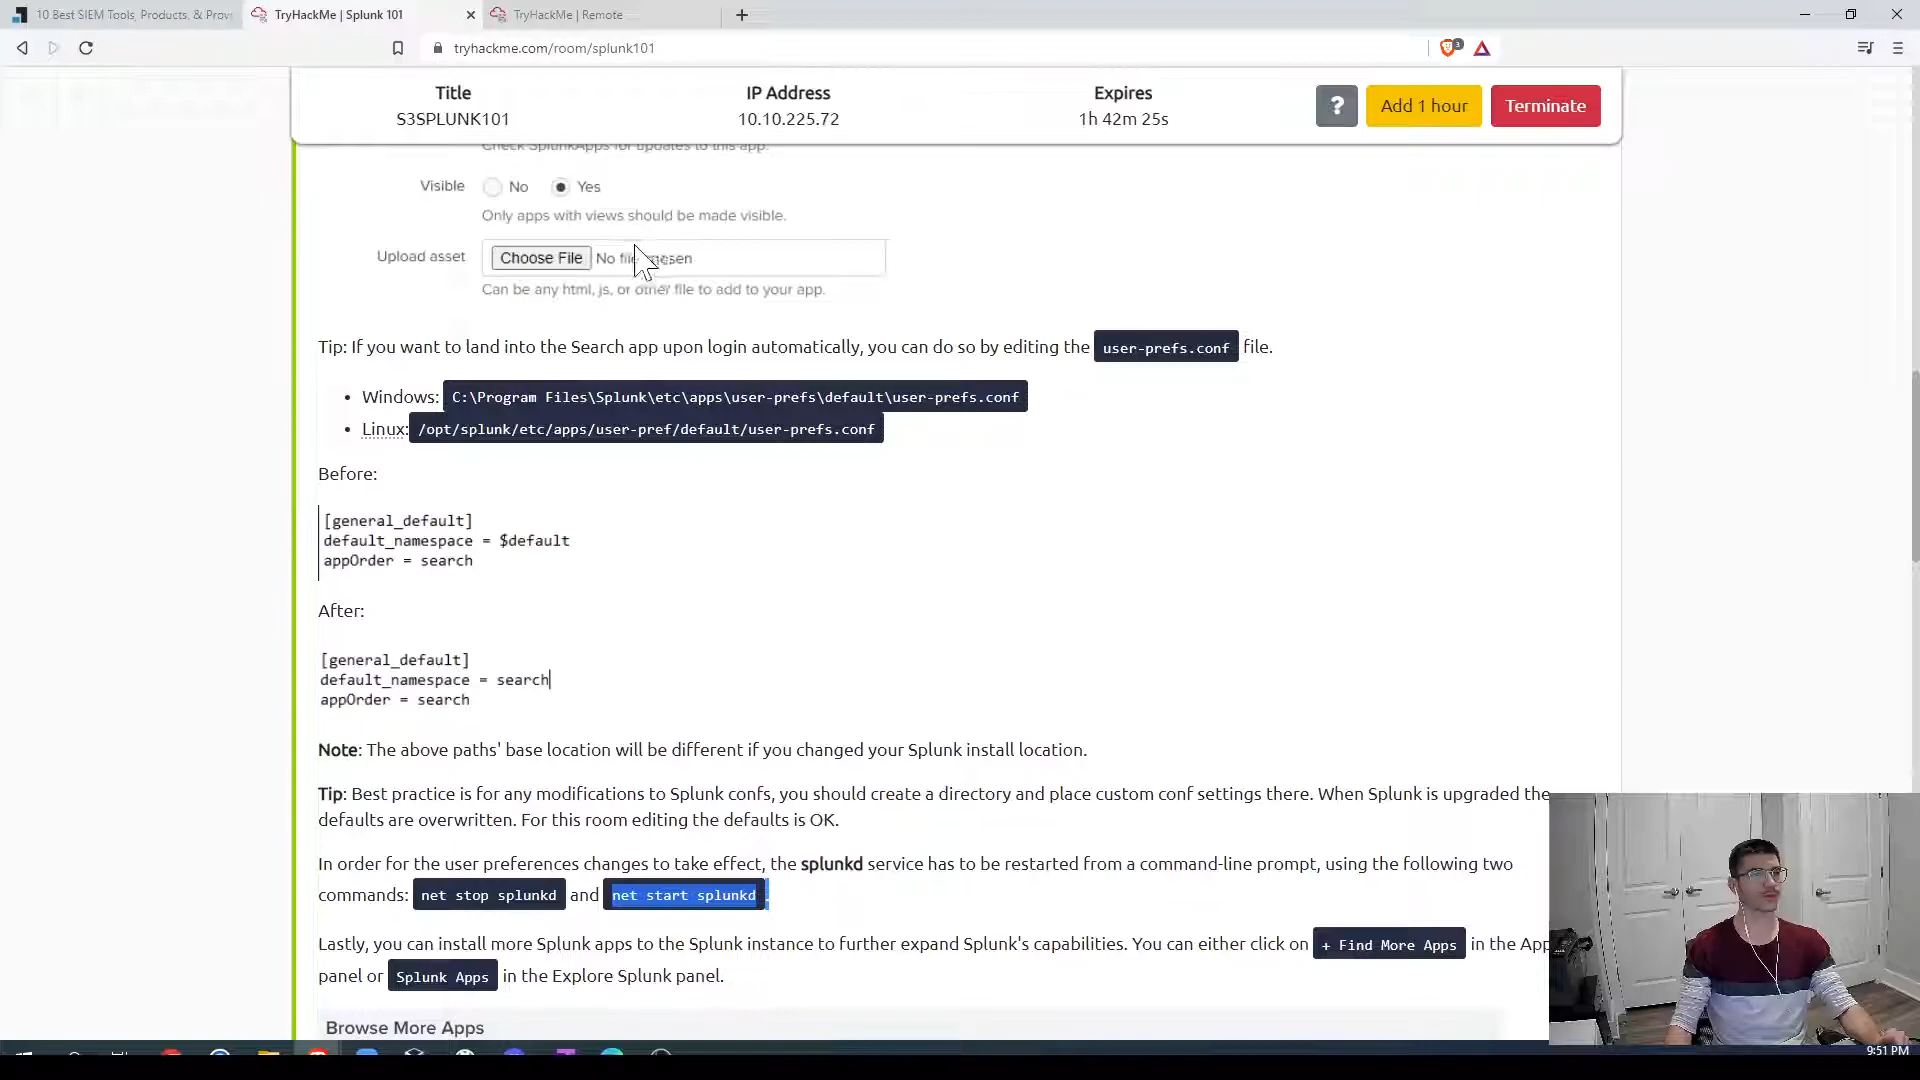 10 Best SIEM Tools, Products, & Prov
TryHackMe | Splunk 101
TryHackMe | Remote
tryhackme.com/room/splunk101
3
Title
S3SPLUNK101
IP Address
10.10.225.72
Expires
1h 42m 25s
?
Add 1 hour
Terminate
Check SplunkApps for updates to this app.
Visible
No
Yes
Only apps with views should be made visible.
Upload asset
Choose File
No file chosen
Can be any html, js, or other file to add to your app.
Tip: If you want to land into the Search app upon login automatically, you can do so by editing the user-prefs.conf file.
• Windows: C:\Program Files\Splunk\etc\apps\user-prefs\default\user-prefs.conf
• Linux: /opt/splunk/etc/apps/user-pref/default/user-prefs.conf
Before:
[general_default]
default_namespace = $default
appOrder = search
After:
[general_default]
default_namespace = search
appOrder = search
Note: The above paths' base location will be different if you changed your Splunk install location.
Tip: Best practice is for any modifications to Splunk confs, you should create a directory and place custom conf settings there. When Splunk is upgraded the
defaults are overwritten. For this room editing the defaults is OK.
In order for the user preferences changes to take effect, the splunkd service has to be restarted from a command-line prompt, using the following two
commands: net stop splunkd and net start splunkd.
Lastly, you can install more Splunk apps to the Splunk instance to further expand Splunk's capabilities. You can either click on + Find More Apps in the App
panel or Splunk Apps in the Explore Splunk panel.
Browse More Apps
9:51 PM